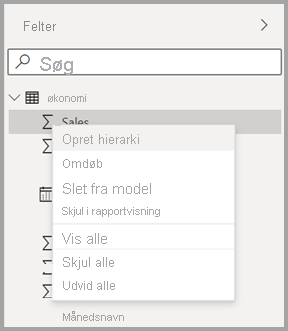 Felter
Søg
økonomi
Sales
Opret hierarki
Omdøb
Slet fra model
Skjul i rapportvisning
Vis alle
Skjul alle
Udvid alle
Månedsnavn